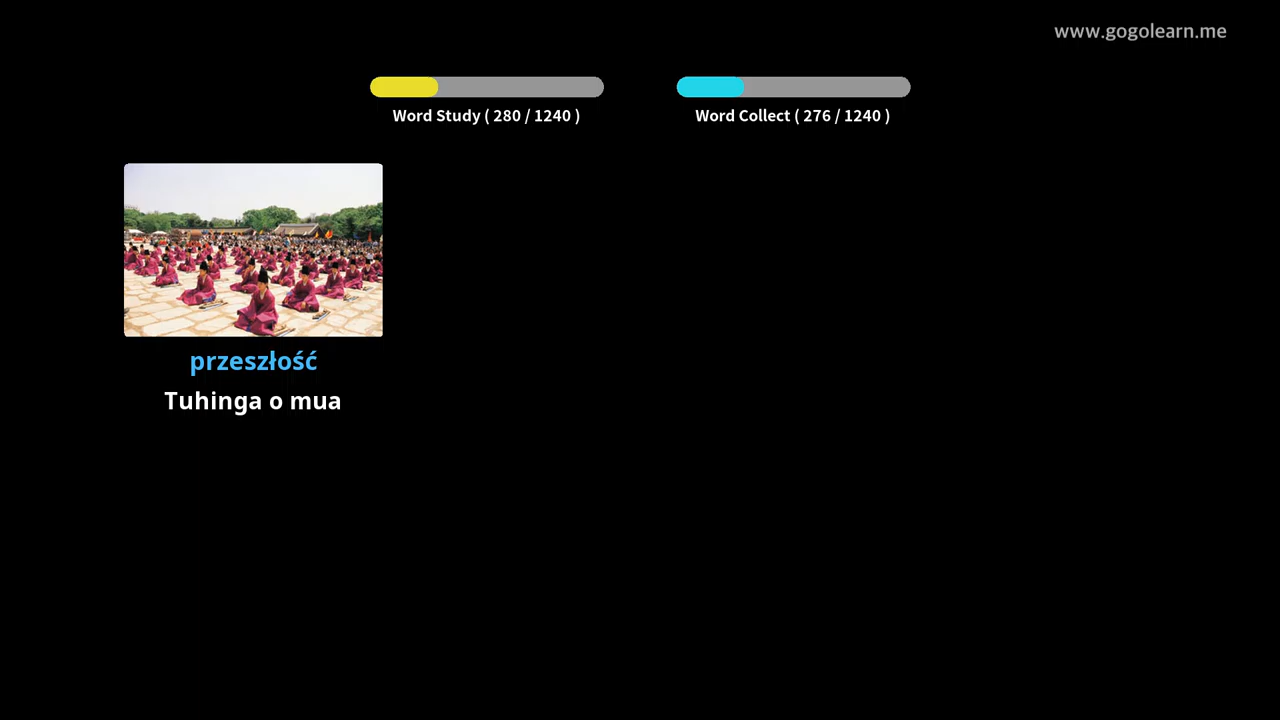 www.gogolearn.me
Word Study ( 280 / 1240 )
Word Collect ( 276 / 1240 )
przeszłość
Tuhinga o mua